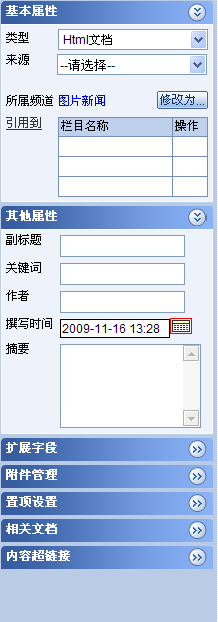 基本属性
类型 Html文档
来源 --请选择--
所属频道 图片新闻 修改为...
引用到 栏目名称 操作
其他属性
副标题
关键词
作者
撰写时间 2009-11-16 13:28
摘要
扩展字段
附件管理
置顶设置
相关文档
内容超链接